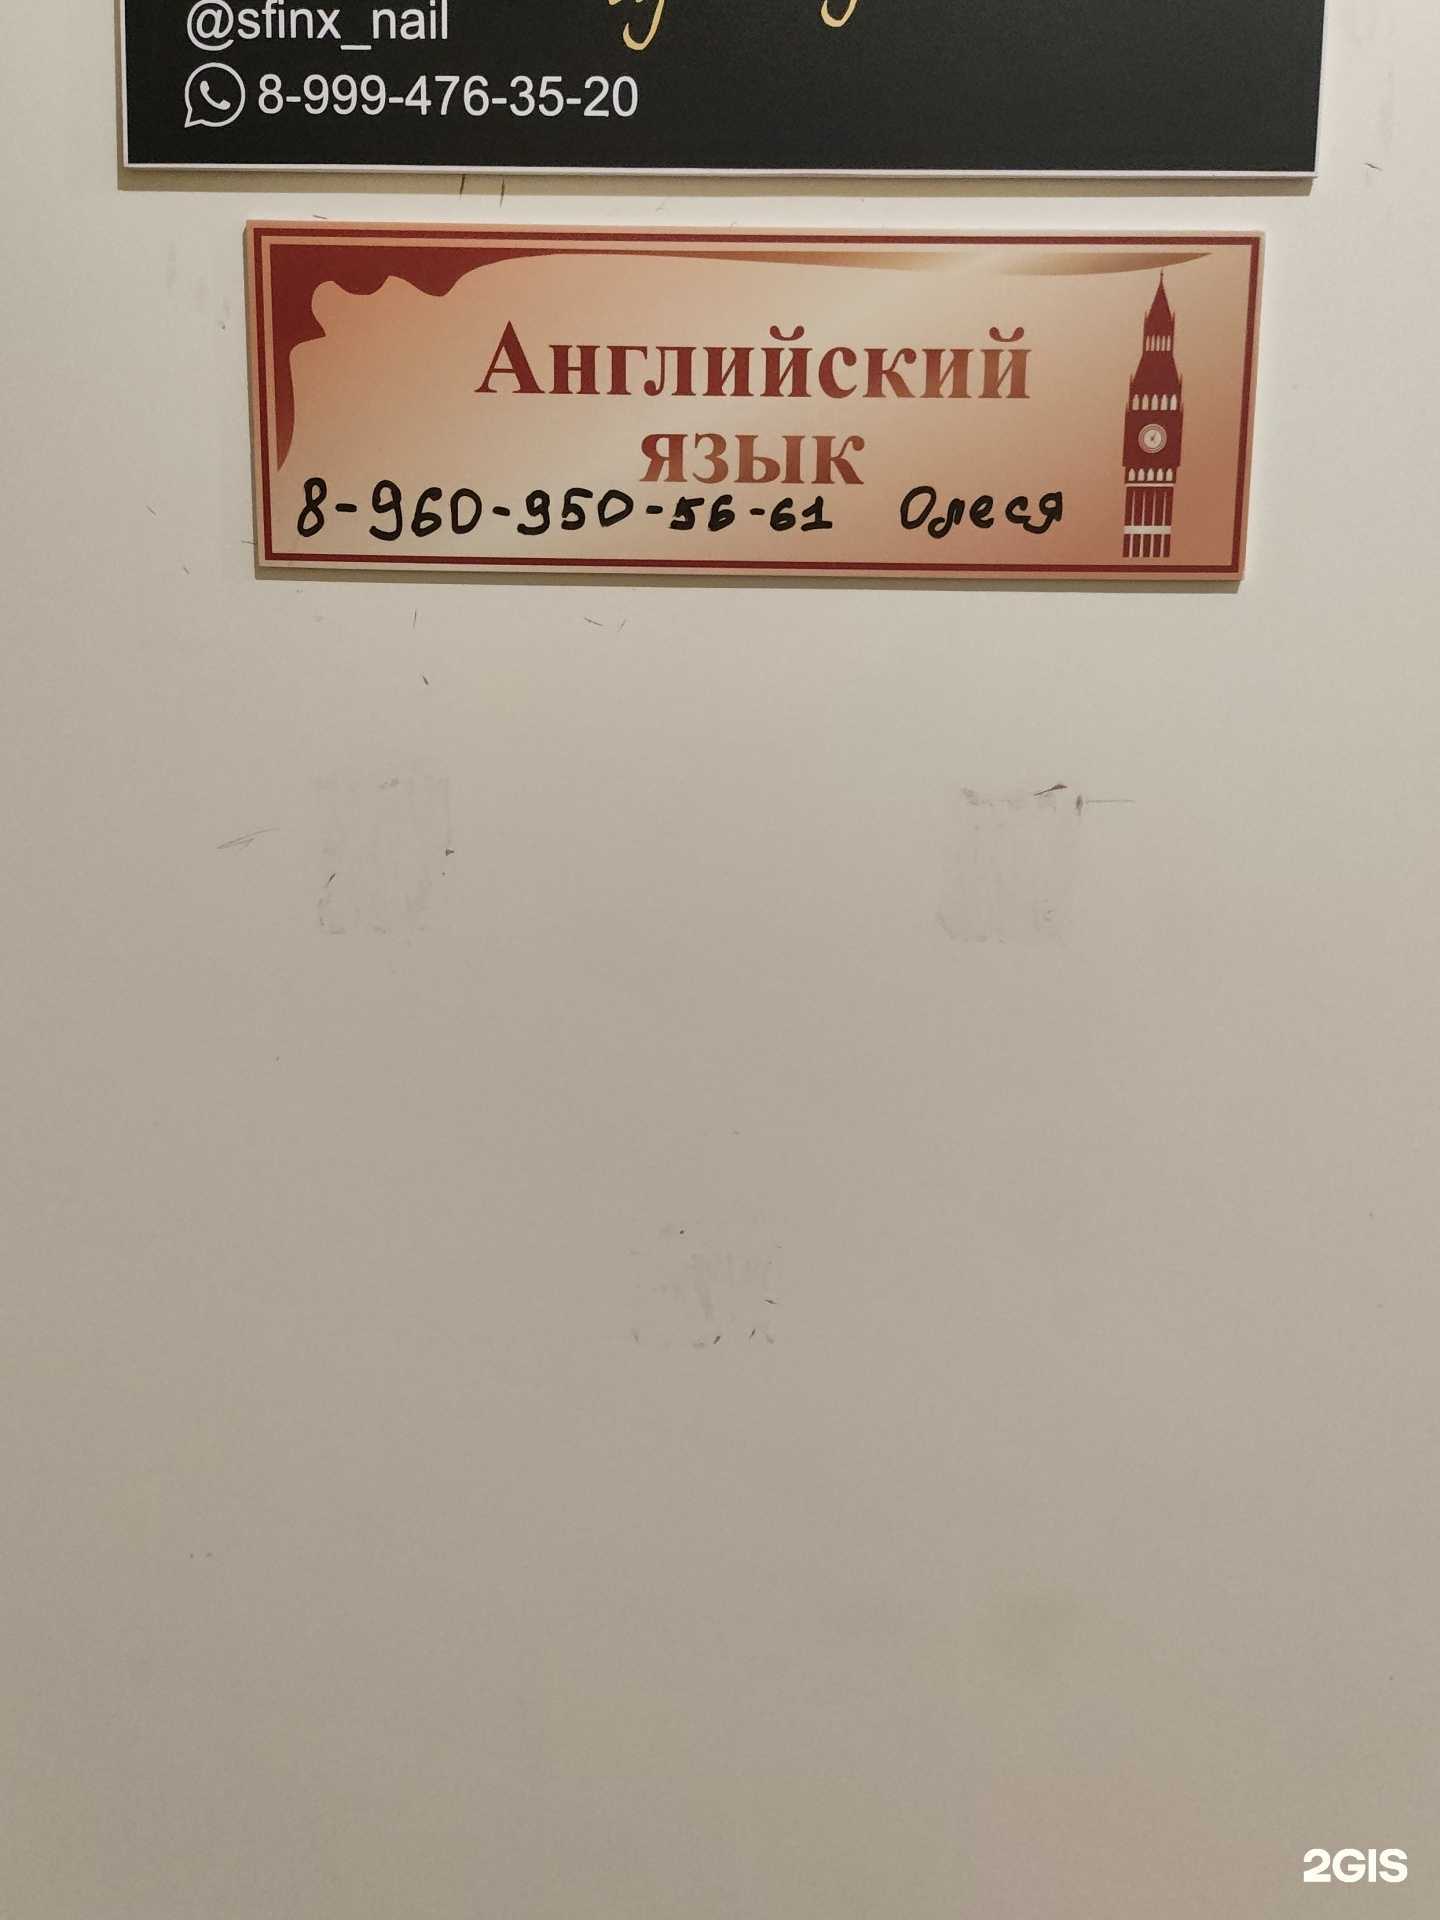 @sfinx_nail
8-999-476-35-20
Английский
язык
8-960-950-56-61 Олеся
2GIS